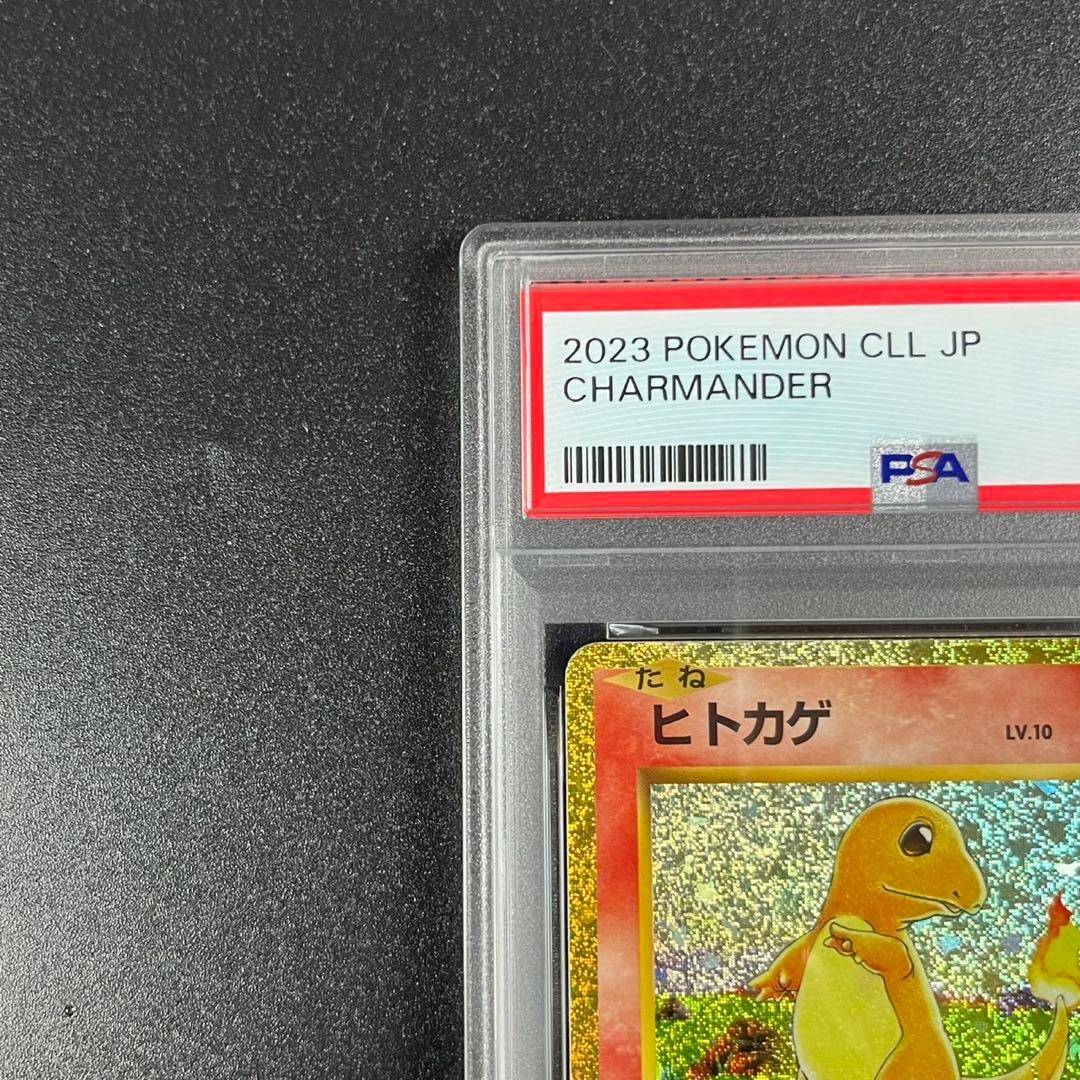 2023 POKEMON CLL JP
CHARMANDER
PSA
たね
ヒトカゲ LV.10